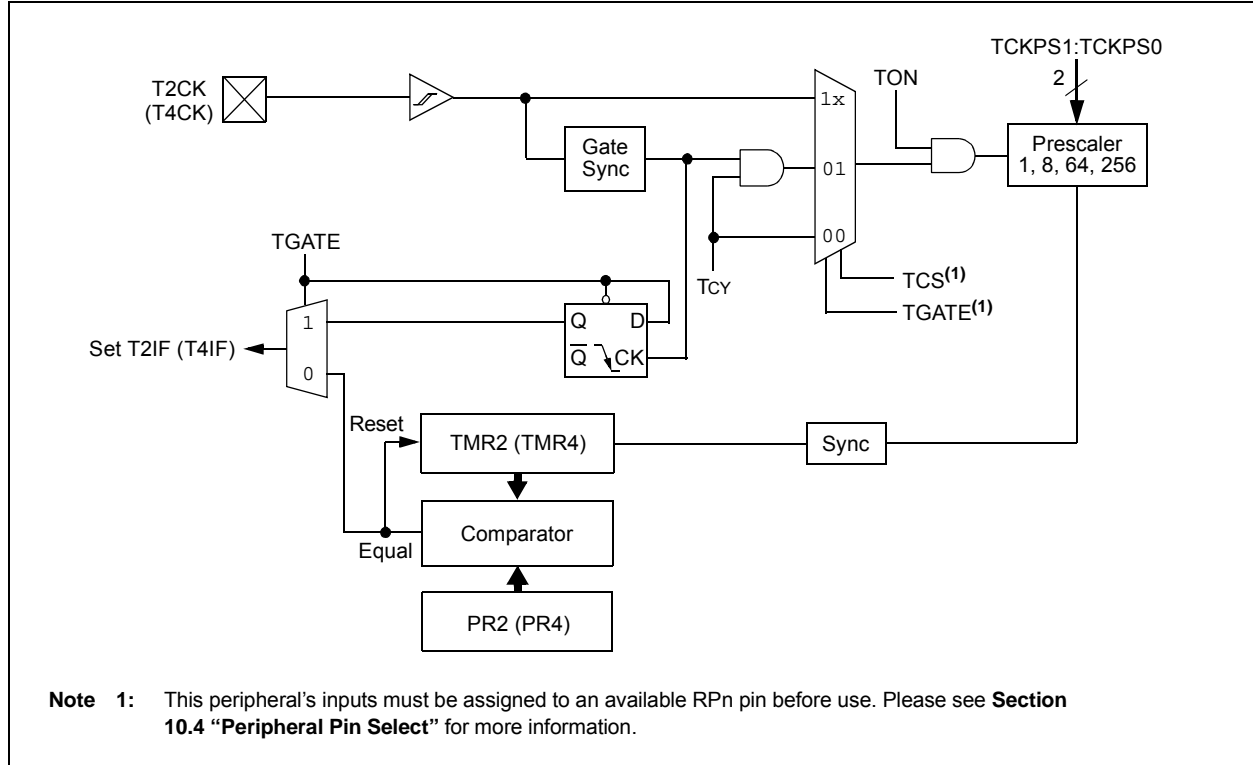 TCKPS1:TCKPS0
T2CK
(T4CK)
TON
2
1x
Gate
Sync
Prescaler
1, 8, 64, 256
01
00
TGATE
TCY
TCS(1)
TGATE(1)
1
Q D
Set T2IF (T4IF)
Q CK
0
Reset
TMR2 (TMR4)
Sync
Comparator
Equal
PR2 (PR4)
Note 1: This peripheral’s inputs must be assigned to an available RPn pin before use. Please see Section
10.4 “Peripheral Pin Select” for more information.